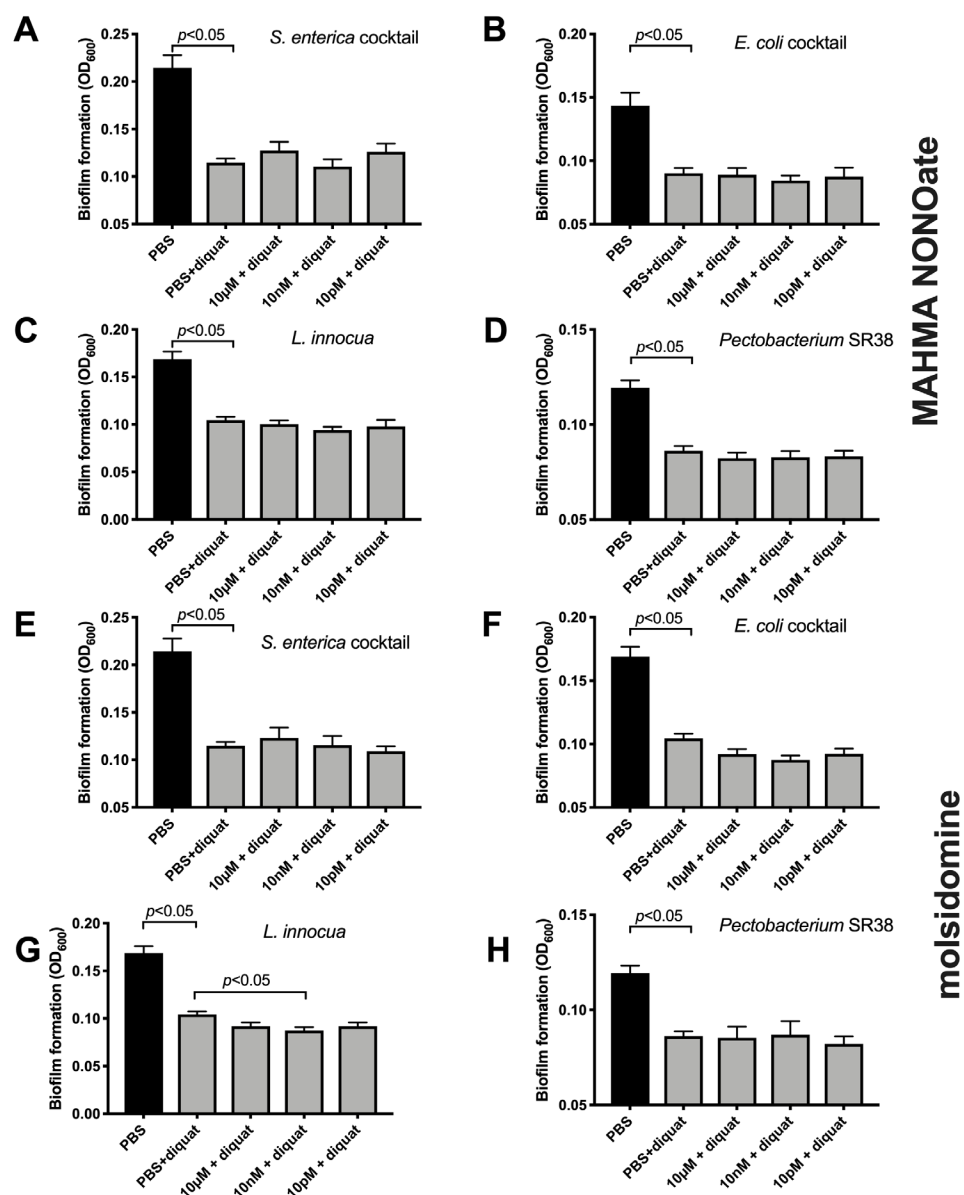 A
Biofilm formation (OD600)
0.25
0.20
0.15
0.10
0.05
p<0.05
S. enterica cocktail
PBS
PBS+diquat
10µM + diquat
10nM + diquat
10pM + diquat
B
Biofilm formation (OD600)
0.20
0.15
0.10
0.05
p<0.05
E. coli cocktail
PBS
PBS+diquat
10µM + diquat
10nM + diquat
10pM + diquat
C
Biofilm formation (OD600)
0.20
0.15
0.10
0.05
0.00
p<0.05
L. innocua
PBS
PBS+diquat
10µM + diquat
10nM + diquat
10pM + diquat
D
Biofilm formation (OD600)
0.15
0.10
0.05
p<0.05
Pectobacterium SR38
PBS
PBS+diquat
10µM + diquat
10nM + diquat
10pM + diquat
MAHMA NONOate
E
Biofilm formation (OD600)
0.25
0.20
0.15
0.10
0.05
p<0.05
S. enterica cocktail
PBS
PBS+diquat
10µM + diquat
10nM + diquat
10pM + diquat
F
Biofilm formation (OD600)
0.20
0.15
0.10
0.05
p<0.05
E. coli cocktail
PBS
PBS+diquat
10µM + diquat
10nM + diquat
10pM + diquat
G
Biofilm formation (OD600)
0.20
0.15
0.10
0.05
0.00
p<0.05
p<0.05
L. innocua
PBS
PBS+diquat
10µM + diquat
10nM + diquat
10pM + diquat
H
Biofilm formation (OD600)
0.15
0.10
0.05
p<0.05
Pectobacterium SR38
PBS
PBS+diquat
10µM + diquat
10nM + diquat
10pM + diquat
molsidomine